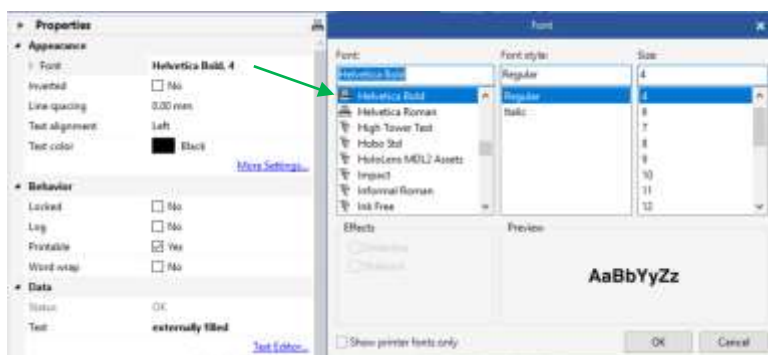 Properties
Appearance
Font Helvetica Bold, 4
Inverted No
Line spacing 0.00 mm
Text alignment Left
Text color Black
More Settings...
Behavior
Locked No
Log No
Printable Yes
Word wrap No
Data
Status OK
Text externally filled
Text Editor...
Font
Font: Font style: Size:
Helvetica Bold Regular 4
Helvetica Bold Regular 4
Helvetica Roman Italic 6
High Tower Text 7
Hobo Std 8
HoloLens MDL2 Assets 9
Impact 10
Informal Roman 11
Ink Free 12
Effects Preview
AaBbYyZz
Show printer fonts only OK Cancel